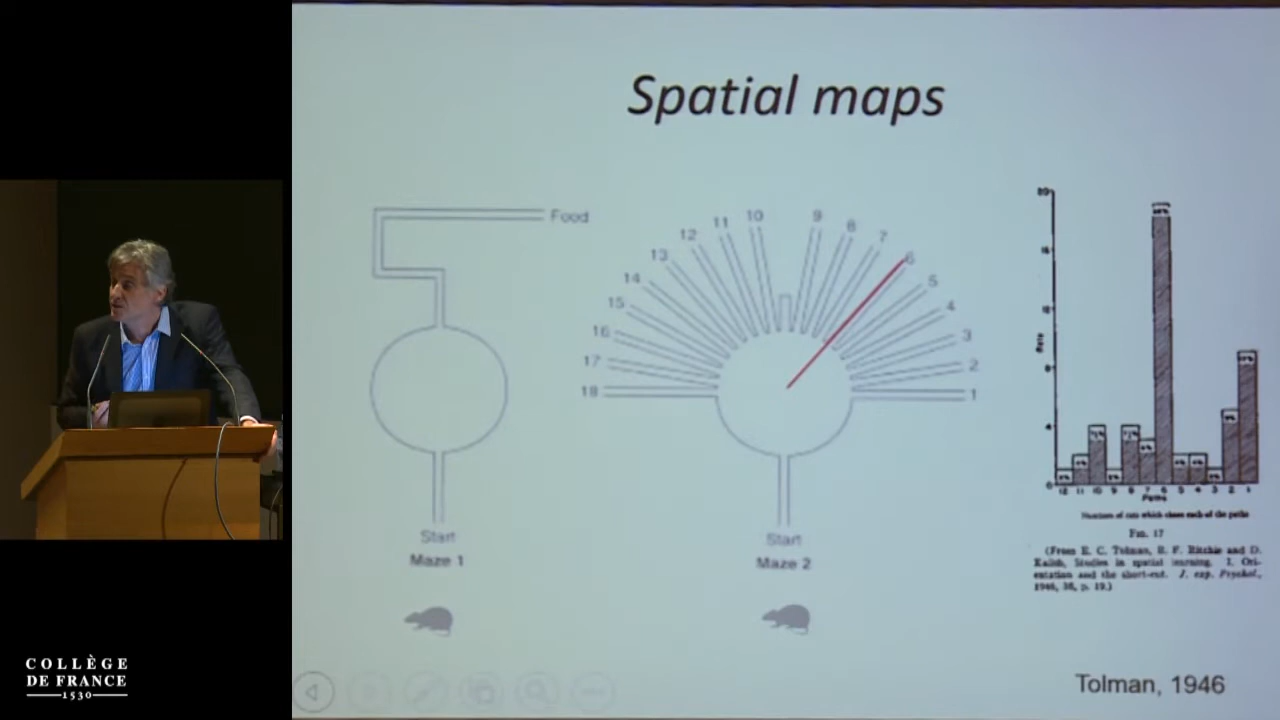 Spatial maps
Food
Start
Maze 1
10
9
11
8
12
7
13
6
14
5
15
4
16
3
17
2
18
1
Start
Maze 2
Paths
Number of rats which chose each of the paths
FIG. 17
(From E. C. Tolman, B. F. Ritchie and D.
Kalish, Studies in spatial learning. I. Ori-
entation and the short-cut. J. exp. Psychol.,
1946, 36, p. 19.)
Tolman, 1946
COLLÈGE
DE FRANCE
1530